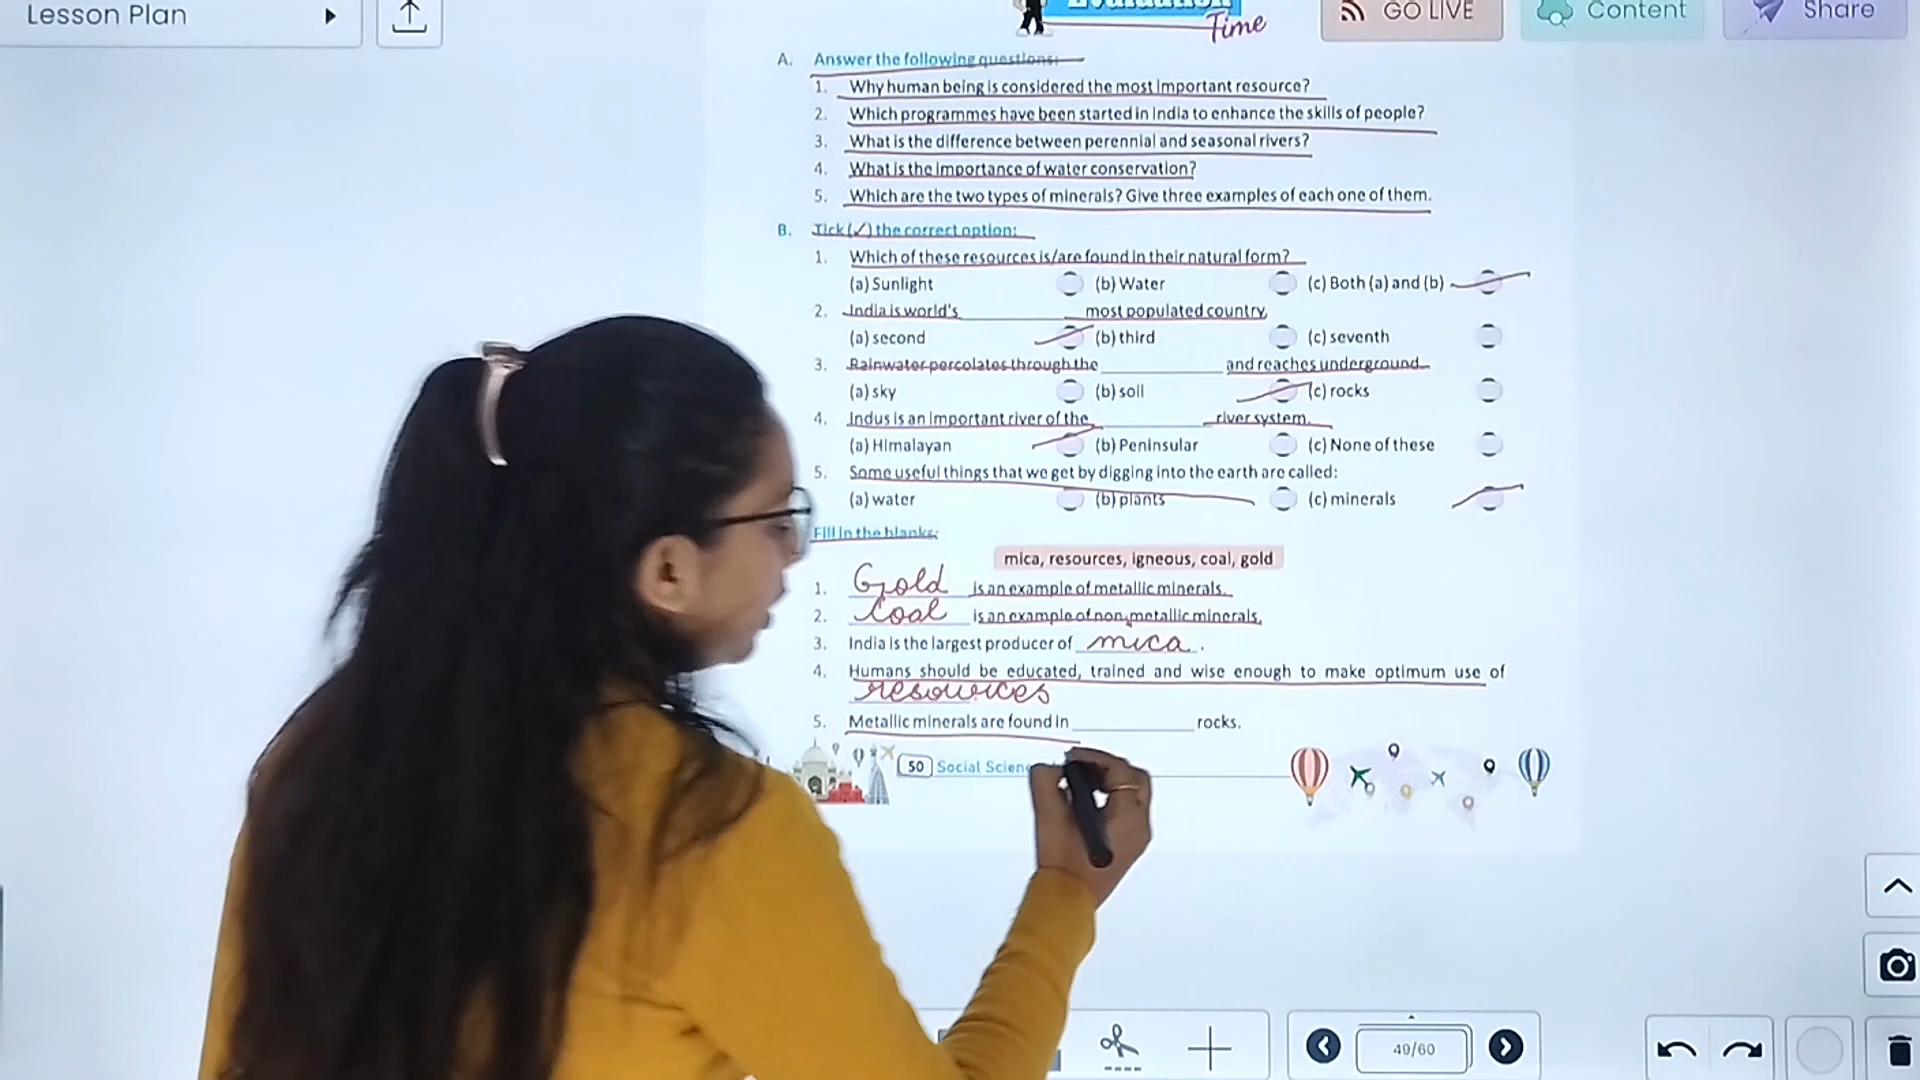 Lesson Plan
Evaluation
Time
GO LIVE
Content
Share
A. Answer the following questions:
1. Why human being is considered the most important resource?
2. Which programmes have been started in India to enhance the skills of people?
3. What is the difference between perennial and seasonal rivers?
4. What is the importance of water conservation?
5. Which are the two types of minerals? Give three examples of each one of them.
B. Tick (✓) the correct option:
1. Which of these resources is/are found in their natural form?
(a) Sunlight (b) Water (c) Both (a) and (b)
2. India is world's ____________ most populated country.
(a) second (b) third (c) seventh
3. Rainwater percolates through the ____________ and reaches underground.
(a) sky (b) soil (c) rocks
4. Indus is an important river of the ____________ river system.
(a) Himalayan (b) Peninsular (c) None of these
5. Some useful things that we get by digging into the earth are called:
(a) water (b) plants (c) minerals
Fill in the blanks:
mica, resources, igneous, coal, gold
1. Gold is an example of metallic minerals.
2. Coal is an example of non-metallic minerals.
3. India is the largest producer of mica.
4. Humans should be educated, trained and wise enough to make optimum use of
resources
5. Metallic minerals are found in ____________ rocks.
50 Social Scien
49/60